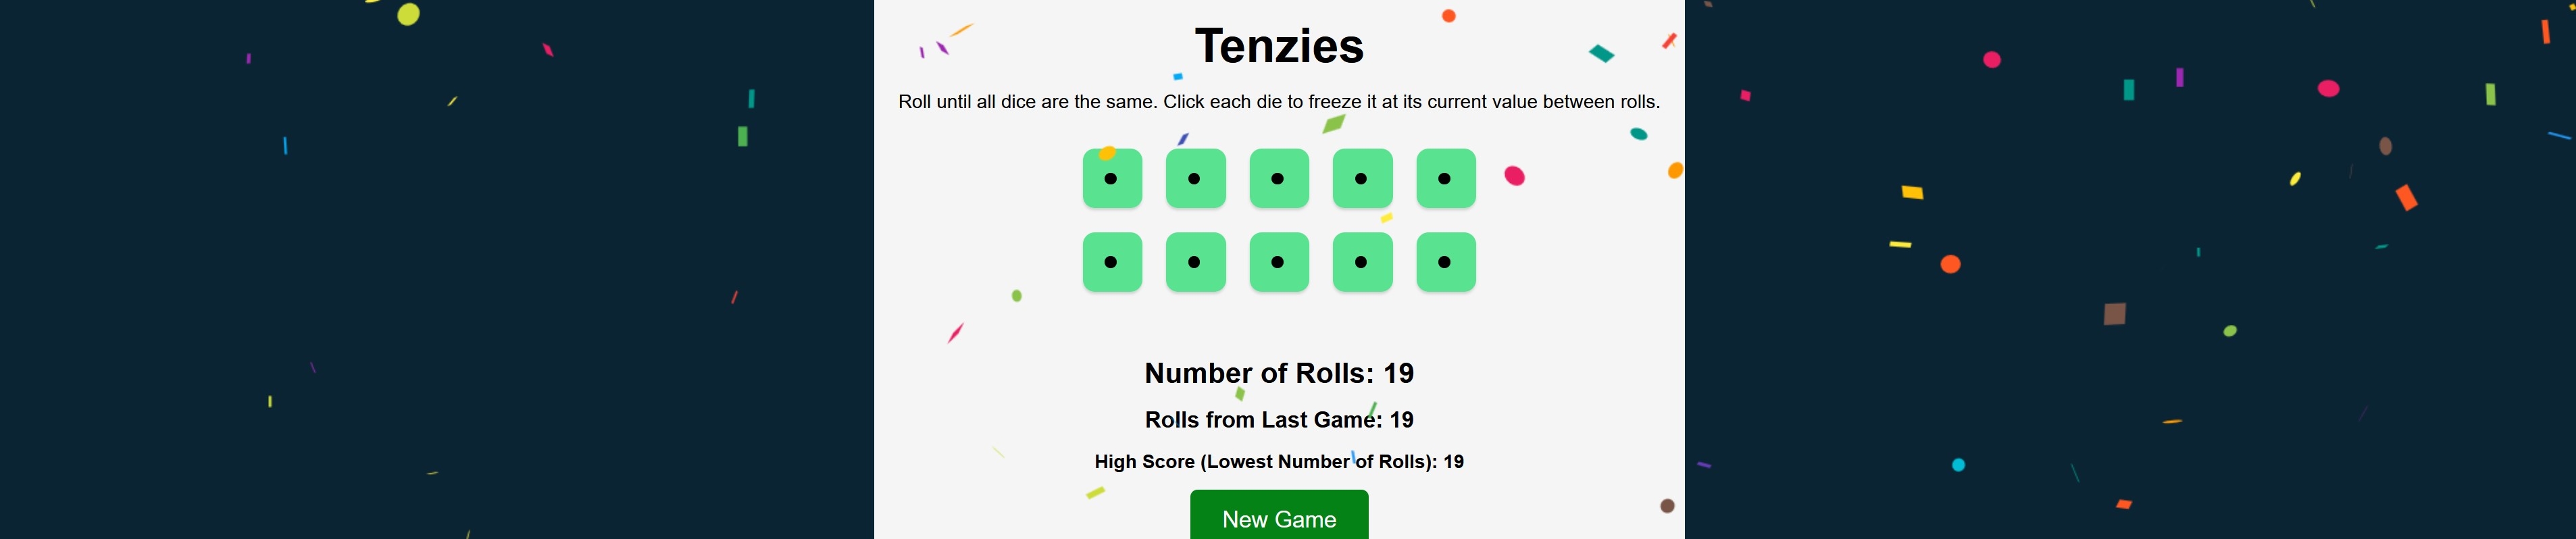 Tenzies
Roll until all dice are the same. Click each die to freeze it at its current value between rolls.
Number of Rolls: 19
Rolls from Last Game: 19
High Score (Lowest Number of Rolls): 19
New Game